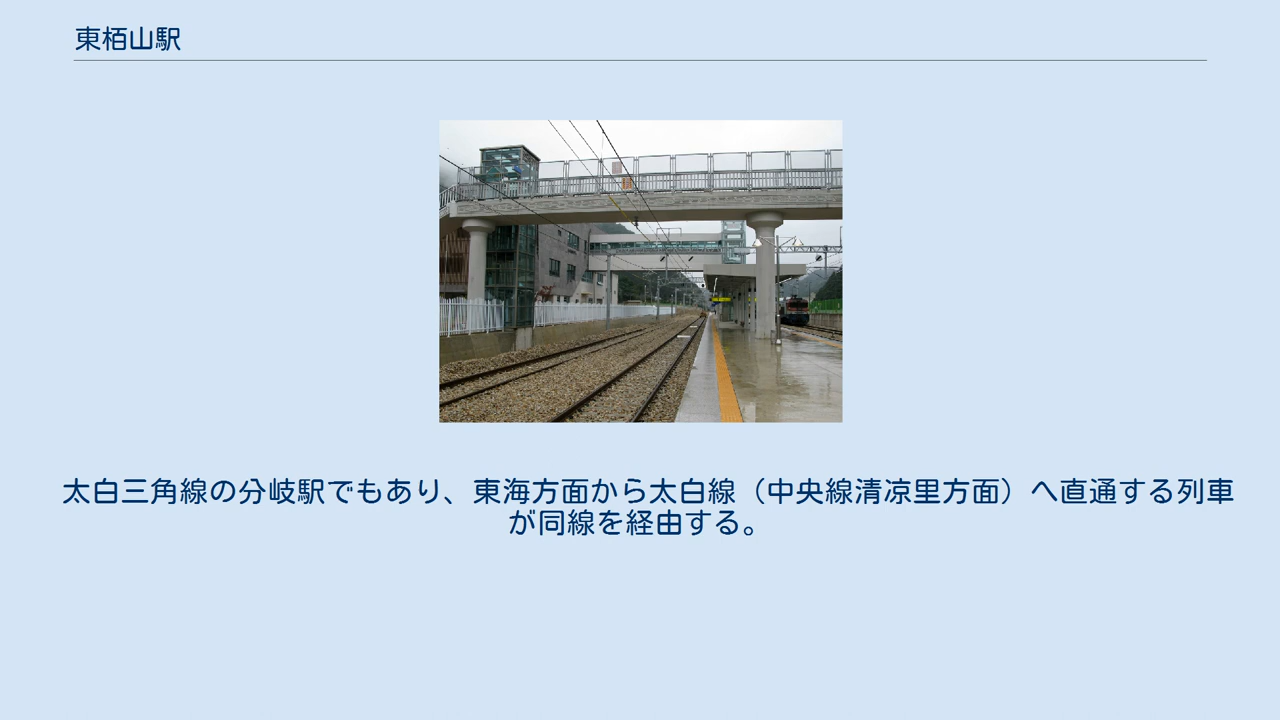 東栢山駅
太白三角線の分岐駅でもあり、東海方面から太白線（中央線清凉里方面）へ直通する列車
が同線を経由する。